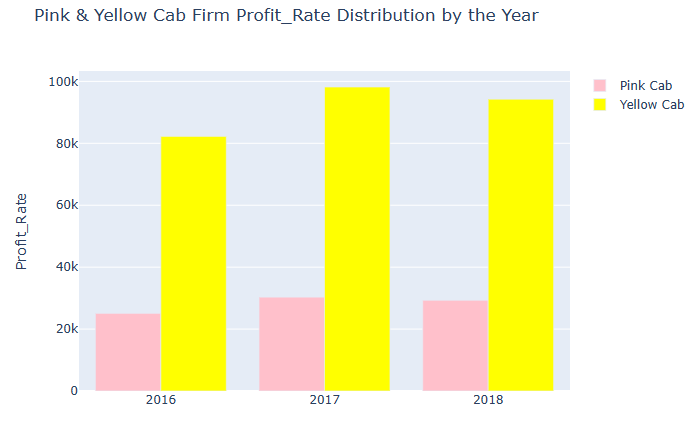 Pink & Yellow Cab Firm Profit_Rate Distribution by the Year
Pink Cab
Yellow Cab
100k
80k
60k
40k
20k
0
Profit_Rate
2016
2017
2018